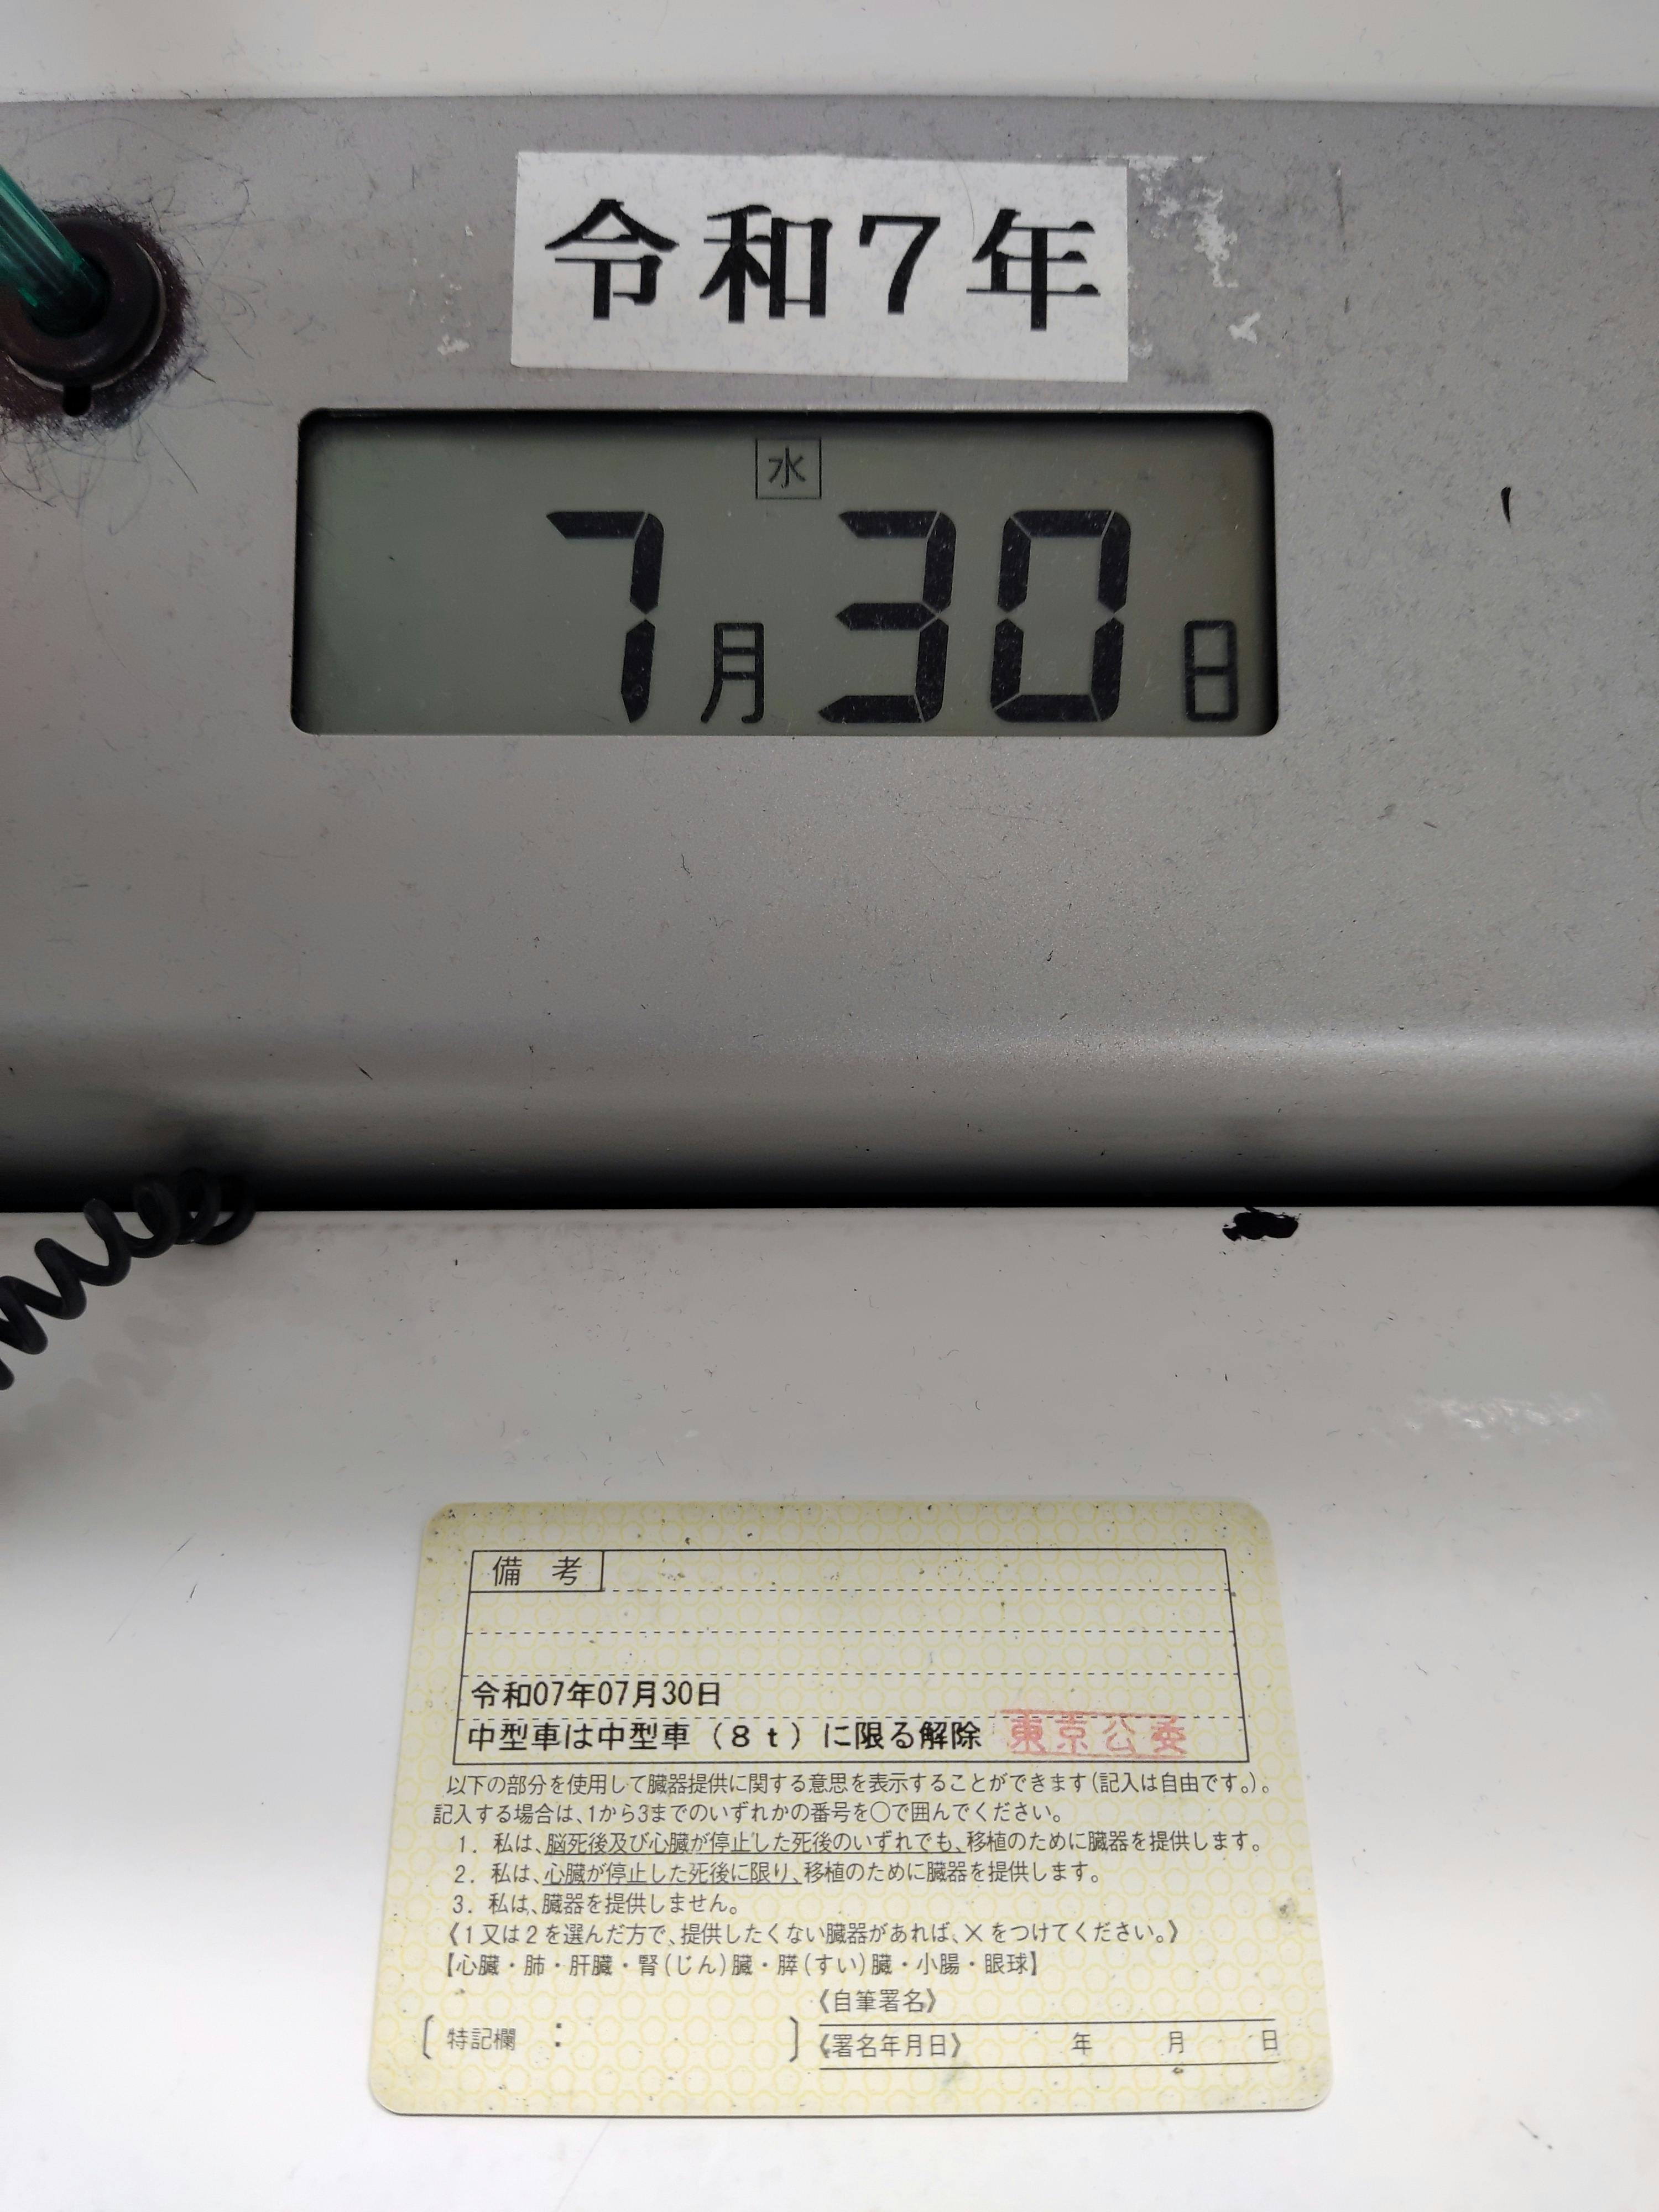 令和7年
水
7月30日
備考
令和07年07月30日
中型車は中型車（8t）に限る解除 東京公委
以下の部分を使用して臓器提供に関する意思を表示することができます(記入は自由です。)。
記入する場合は、1から3までのいずれかの番号を〇で囲んでください。
1. 私は、脳死後及び心臓が停止した死後のいずれでも、移植のために臓器を提供します。
2. 私は、心臓が停止した死後に限り、移植のために臓器を提供します。
3. 私は、臓器を提供しません。
《1又は2を選んだ方で、提供したくない臓器があれば、×をつけてください。》
【心臓・肺・肝臓・腎(じん)臓・膵(すい)臓・小腸・眼球】
《自筆署名》
〔特記欄 : 〕
《署名年月日》 年 月 日